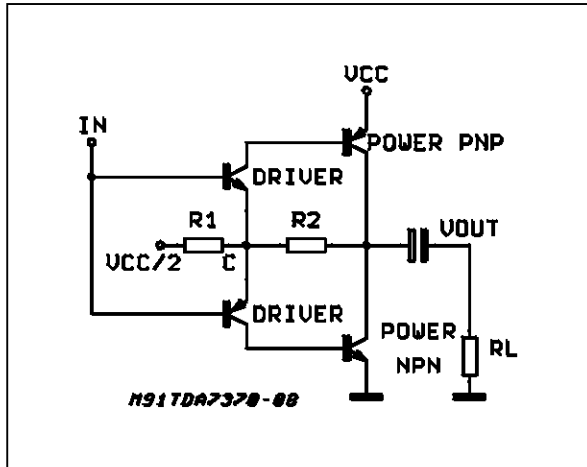 VCC
IN
POWER PNP
DRIVER
R1
R2
VOUT
VCC/2
C
DRIVER
POWER
NPN
RL
M91TDA7370-08